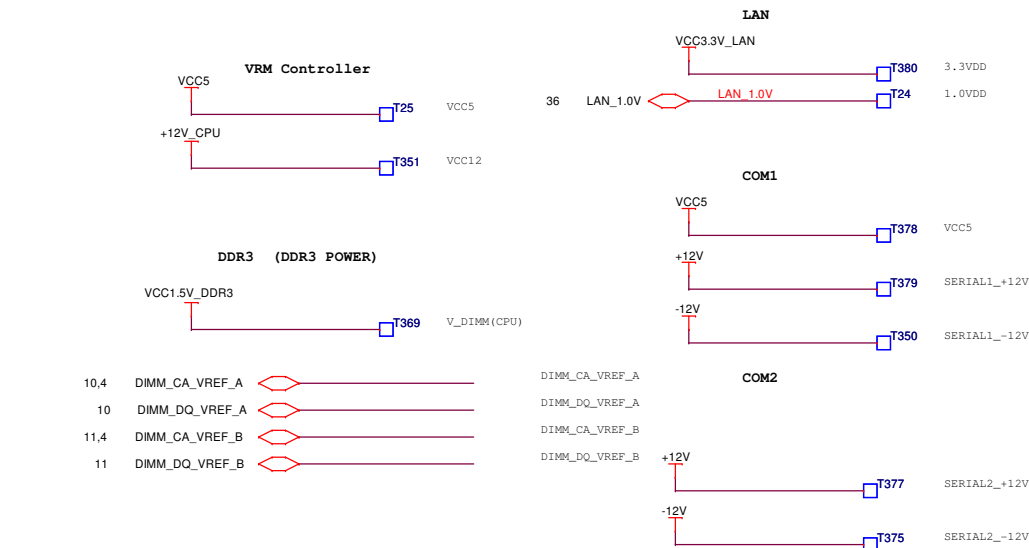 VRM Controller
VCC5
T25 VCC5
+12V_CPU
T351 VCC12
DDR3 (DDR3 POWER)
VCC1.5V_DDR3
T369 V_DIMM(CPU)
10,4 DIMM_CA_VREF_A DIMM_CA_VREF_A
10 DIMM_DQ_VREF_A DIMM_DQ_VREF_A
11,4 DIMM_CA_VREF_B DIMM_CA_VREF_B
11 DIMM_DQ_VREF_B DIMM_DQ_VREF_B
LAN
VCC3.3V_LAN
T380 3.3VDD
36 LAN_1.0V LAN_1.0V T24 1.0VDD
COM1
VCC5
T378 VCC5
+12V
T379 SERIAL1_+12V
-12V
T350 SERIAL1_-12V
COM2
+12V
T377 SERIAL2_+12V
-12V
T375 SERIAL2_-12V